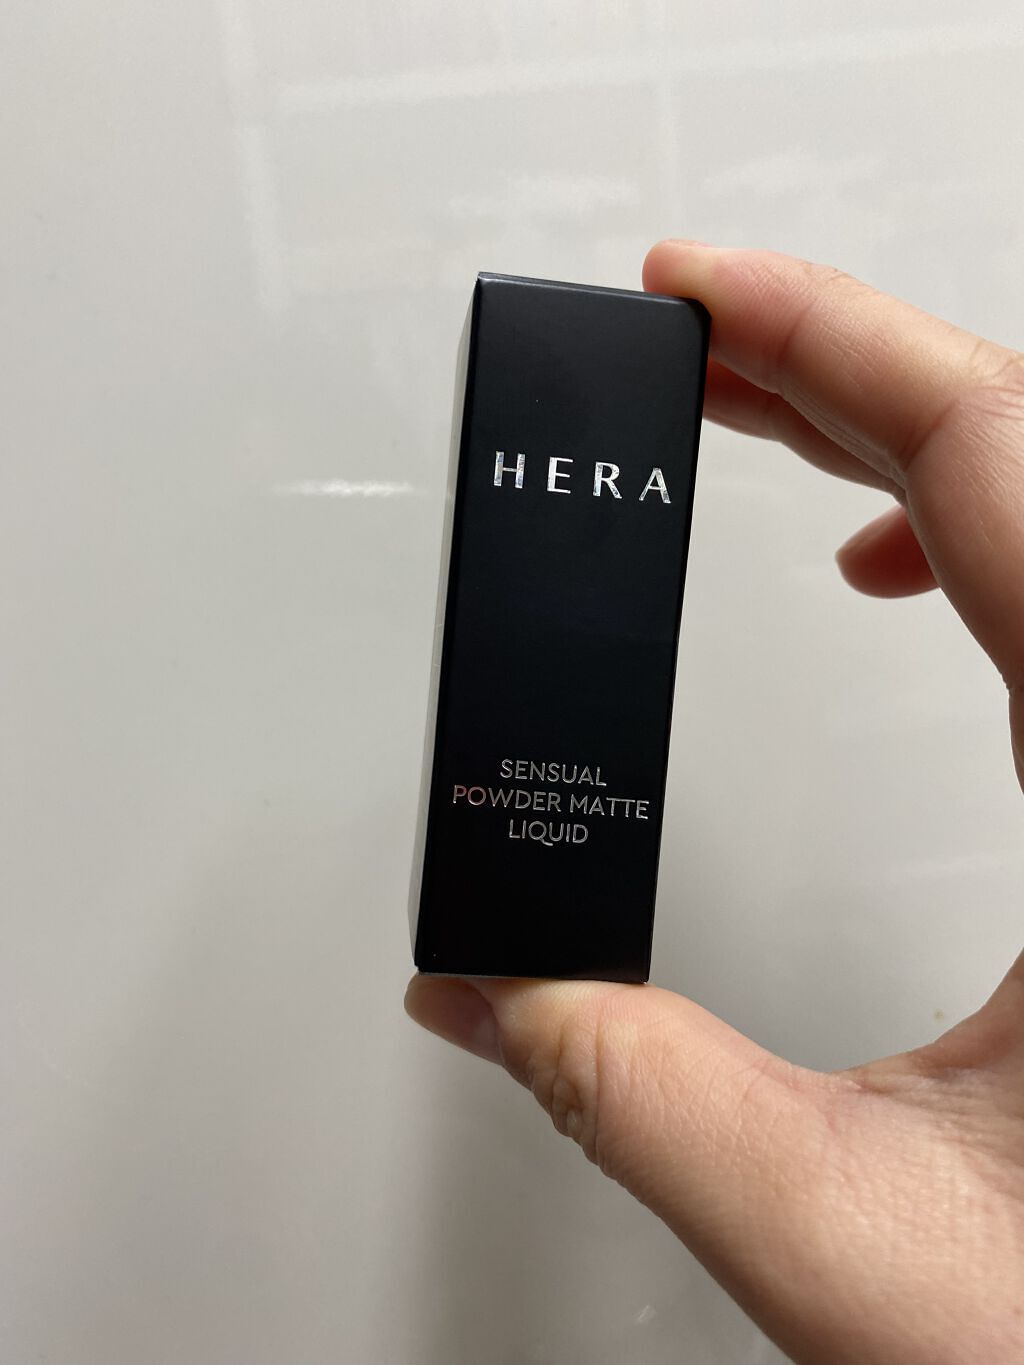 HERA
SENSUAL
POWDER MATTE
LIQUID